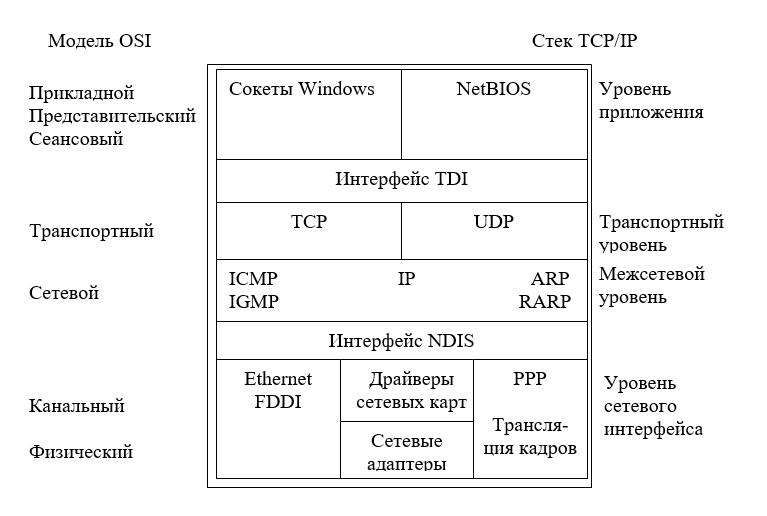 Модель OSI
Стек TCP/IP
Прикладной
Представительский
Сеансовый
Сокеты Windows
NetBIOS
Уровень
приложения
Интерфейс TDI
Транспортный
TCP
UDP
Транспортный
уровень
Сетевой
ICMP IP ARP
IGMP RARP
Межсетевой
уровень
Интерфейс NDIS
Канальный
Физический
Ethernet
FDDI
Драйверы
сетевых карт
Сетевые
адаптеры
PPP
Трансля-
ция кадров
Уровень
сетевого
интерфейса